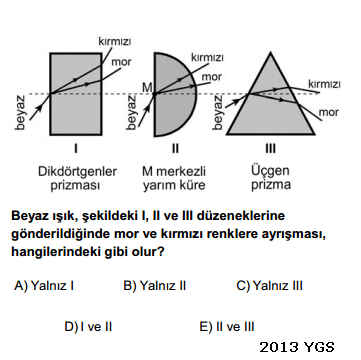 kırmızı
mor
beyaz
I
Dikdörtgenler
prizması
kırmızı
mor
M
beyaz
II
M merkezli
yarım küre
kırmızı
mor
beyaz
III
Üçgen
prizma
Beyaz ışık, şekildeki I, II ve III düzeneklerine
gönderildiğinde mor ve kırmızı renklere ayrışması,
hangilerindeki gibi olur?
A) Yalnız I B) Yalnız II C) Yalnız III
D) I ve II E) II ve III
2013 YGS